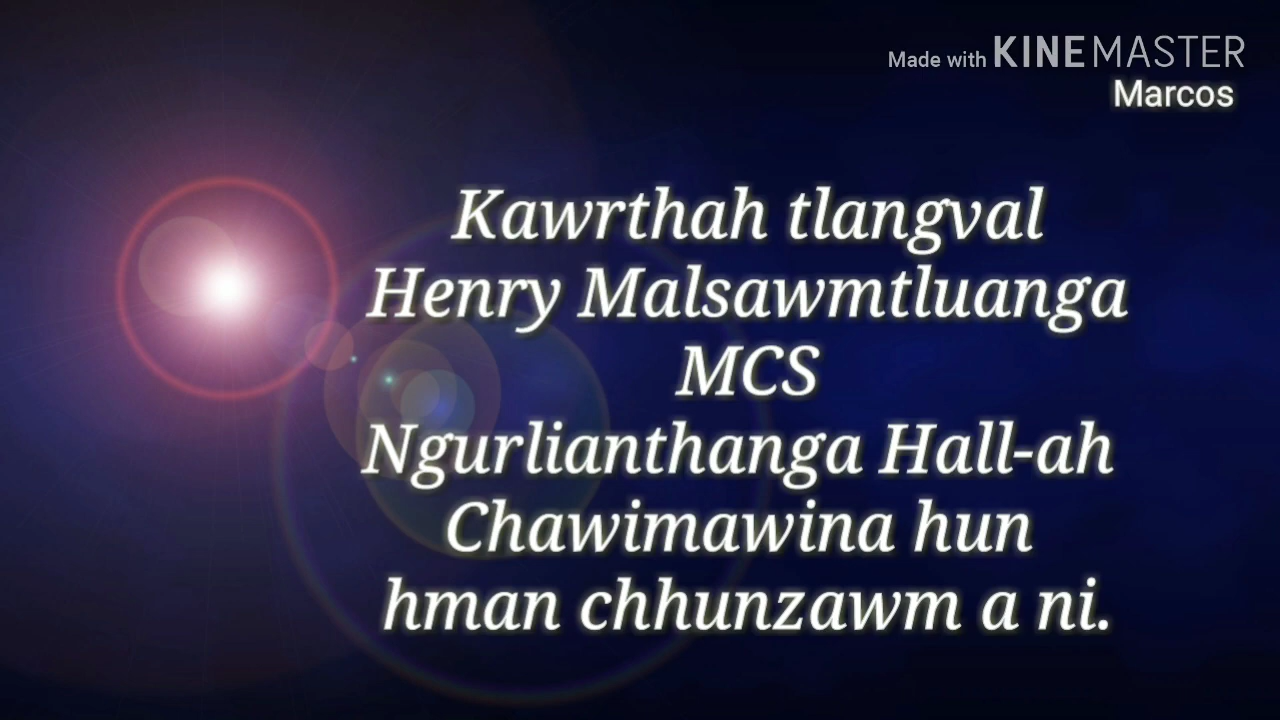 Made with KINEMASTER
Marcos
Kawrthah tlangval
Henry Malsawmtluanga
MCS
Ngurlianthanga Hall-ah
Chawimawina hun
hman chhunzawm a ni.